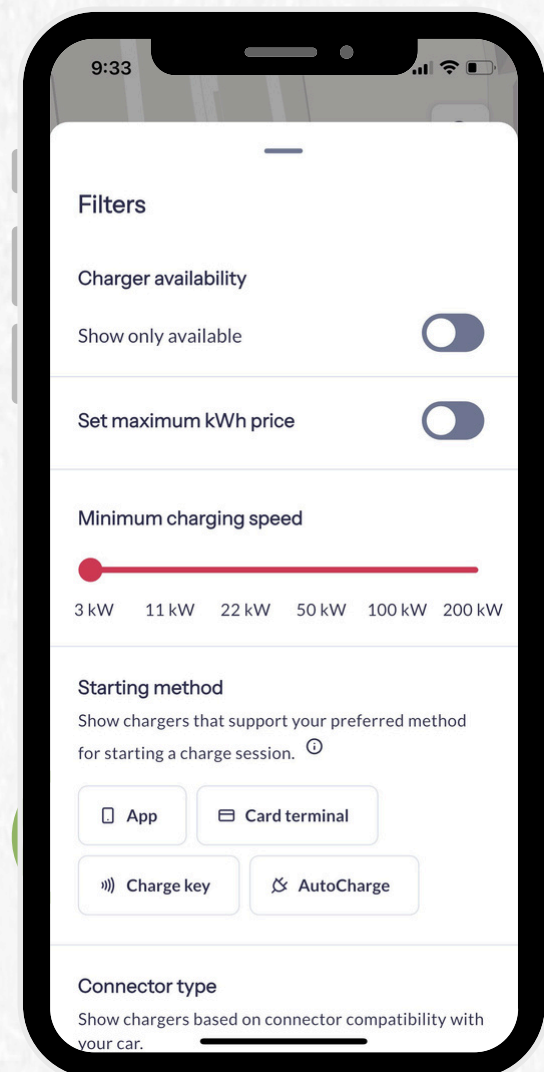 9:33
Filters
Charger availability
Show only available
Set maximum kWh price
Minimum charging speed
3 kW 11 kW 22 kW 50 kW 100 kW 200 kW
Starting method
Show chargers that support your preferred method
for starting a charge session.
App Card terminal
Charge key AutoCharge
Connector type
Show chargers based on connector compatibility with
your car.